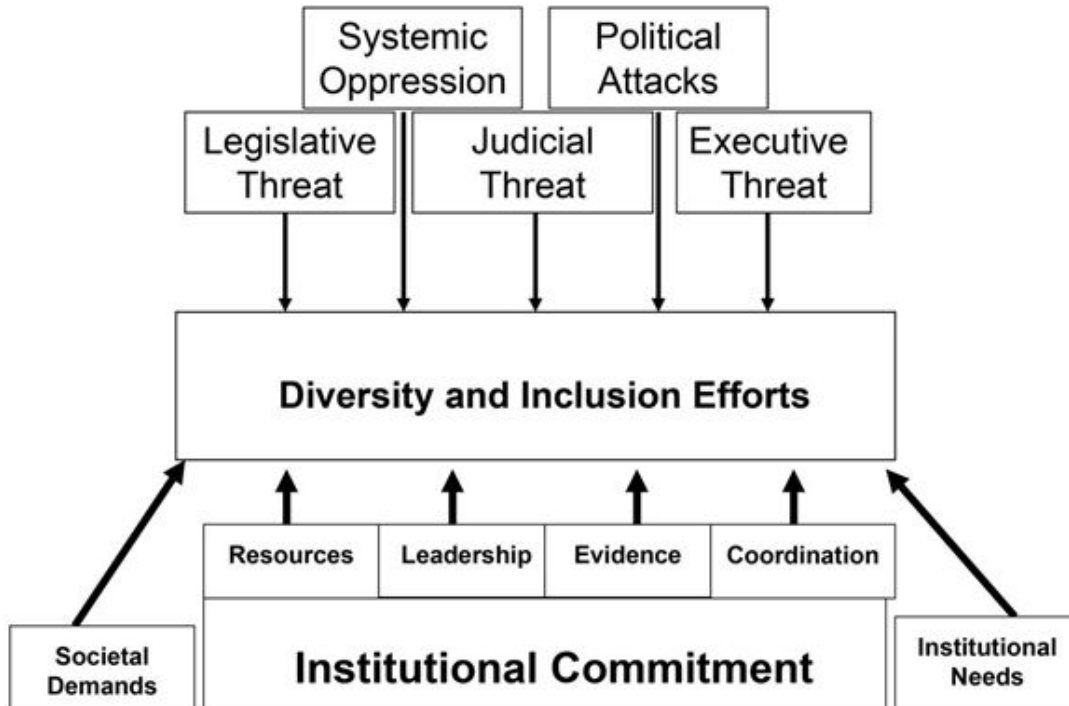 Systemic
Oppression
Political
Attacks
Legislative
Threat
Judicial
Threat
Executive
Threat
Diversity and Inclusion Efforts
Resources
Leadership
Evidence
Coordination
Societal
Demands
Institutional Commitment
Institutional
Needs